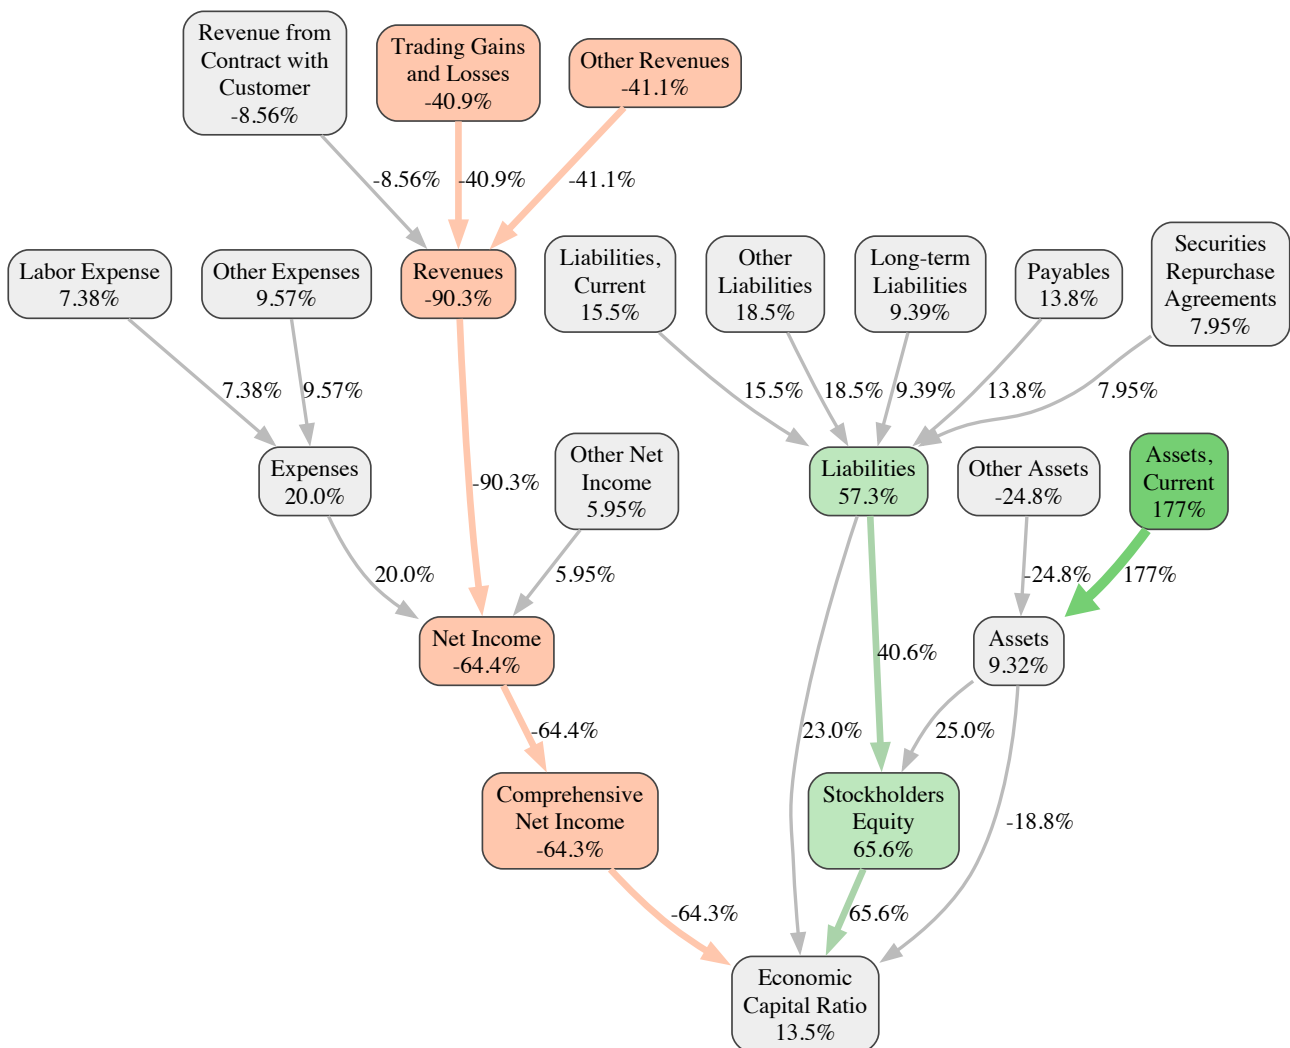 Revenue from
Contract with
Customer
-8.56%
Trading Gains
and Losses
-40.9%
Other Revenues
-41.1%
-8.56%
-40.9%
-41.1%
Labor Expense
7.38%
Other Expenses
9.57%
Revenues
-90.3%
Liabilities,
Current
15.5%
Other
Liabilities
18.5%
Long-term
Liabilities
9.39%
Payables
13.8%
Securities
Repurchase
Agreements
7.95%
7.38%
9.57%
15.5%
18.5%
9.39%
13.8%
7.95%
Expenses
20.0%
-90.3%
Other Net
Income
5.95%
Liabilities
57.3%
Other Assets
-24.8%
Assets,
Current
177%
20.0%
5.95%
-24.8%
177%
Net Income
-64.4%
40.6%
Assets
9.32%
-64.4%
23.0%
25.0%
Comprehensive
Net Income
-64.3%
Stockholders
Equity
65.6%
-18.8%
-64.3%
65.6%
Economic
Capital Ratio
13.5%